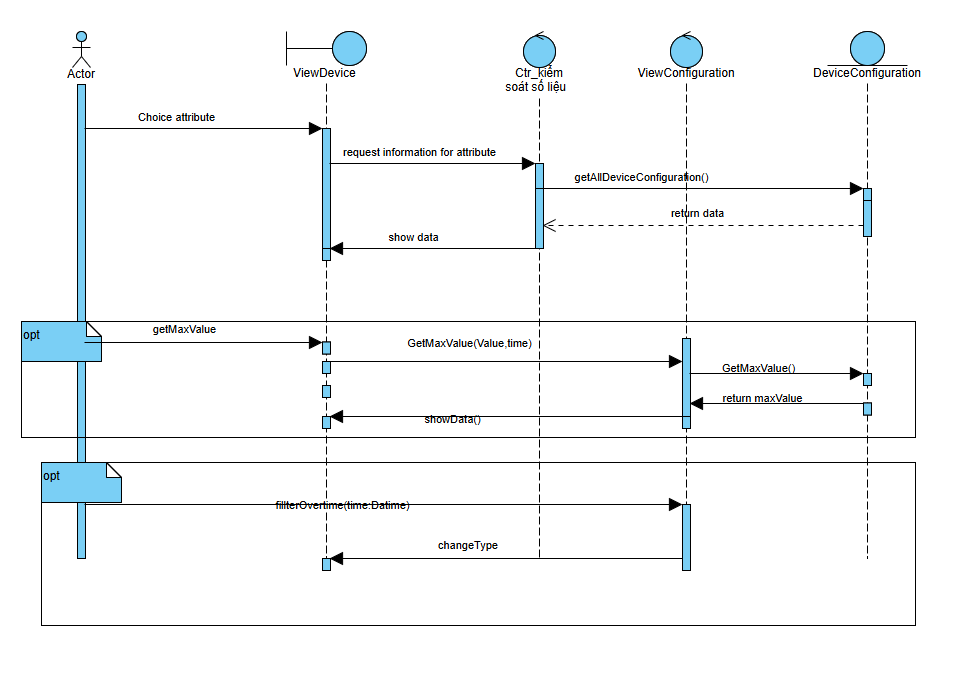 Actor
ViewDevice
Ctr_kiểm
soát số liệu
ViewConfiguration
DeviceConfiguration
Choice attribute
request information for attribute
getAllDeviceConfiguration()
return data
show data
opt
getMaxValue
GetMaxValue(Value,time)
GetMaxValue()
return maxValue
showData()
opt
fillterOvertime(time:Datime)
changeType